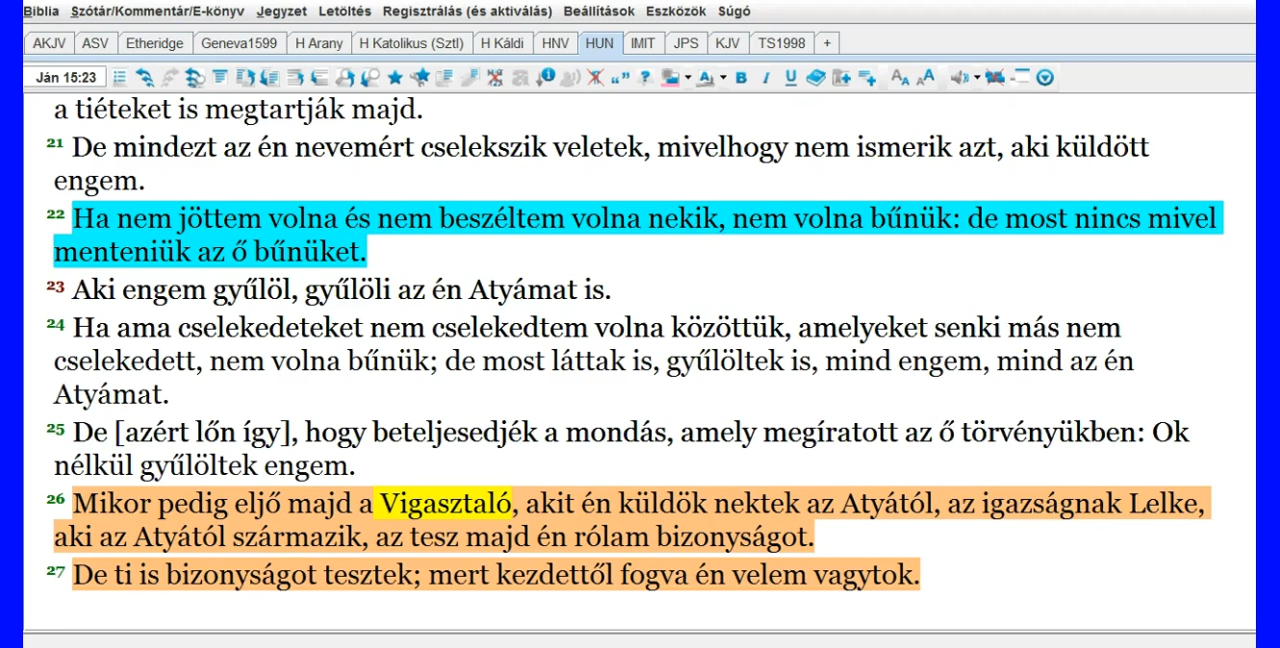 Biblia Szótár/Kommentár/E-könyv Jegyzet Letöltés Regisztrálás (és aktiválás) Beállítások Eszközök Súgó
AKJV ASV Etheridge Geneva1599 H Arany H Katolikus (Sztl) H Káldi HNV HUN IMIT JPS KJV TS1998 +
Ján 15:23
a tiéteket is megtartják majd.
21 De mindezt az én nevemért cselekszik veletek, mivelhogy nem ismerik azt, aki küldött
engem.
22 Ha nem jöttem volna és nem beszéltem volna nekik, nem volna bűnük: de most nincs mivel
menteniük az ő bűnüket.
23 Aki engem gyűlöl, gyűlöli az én Atyámat is.
24 Ha ama cselekedeteket nem cselekedtem volna közöttük, amelyeket senki más nem
cselekedett, nem volna bűnük; de most láttak is, gyűlöltek is, mind engem, mind az én
Atyámat.
25 De [azért lőn így], hogy beteljesedjék a mondás, amely megíratott az ő törvényükben: Ok
nélkül gyűlöltek engem.
26 Mikor pedig eljő majd a Vigasztaló, akit én küldök nektek az Atyától, az igazságnak Lelke,
aki az Atyától származik, az tesz majd én rólam bizonyságot.
27 De ti is bizonyságot tesztek; mert kezdettől fogva én velem vagytok.